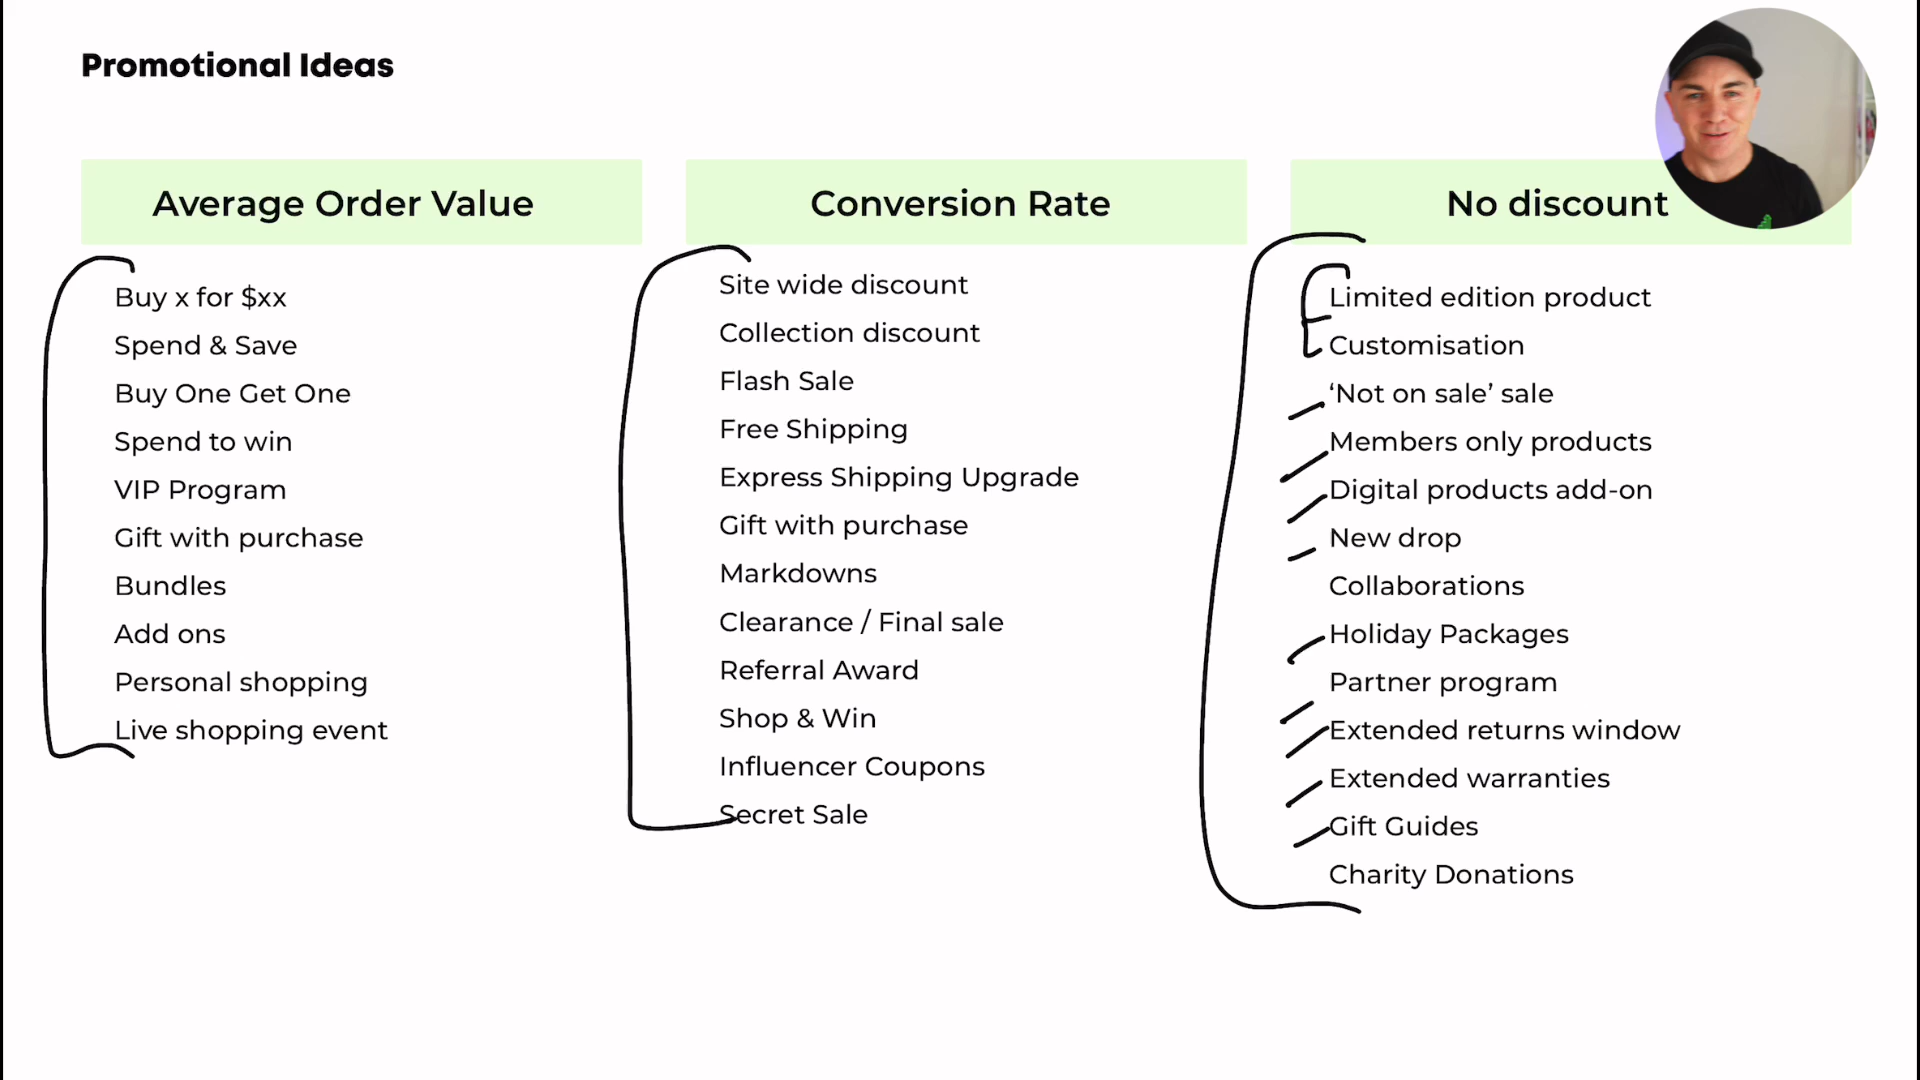 Promotional Ideas
Average Order Value
Buy x for $xx
Spend & Save
Buy One Get One
Spend to win
VIP Program
Gift with purchase
Bundles
Add ons
Personal shopping
Live shopping event
Conversion Rate
Site wide discount
Collection discount
Flash Sale
Free Shipping
Express Shipping Upgrade
Gift with purchase
Markdowns
Clearance / Final sale
Referral Award
Shop & Win
Influencer Coupons
Secret Sale
No discount
Limited edition product
Customisation
‘Not on sale’ sale
Members only products
Digital products add-on
New drop
Collaborations
Holiday Packages
Partner program
Extended returns window
Extended warranties
Gift Guides
Charity Donations